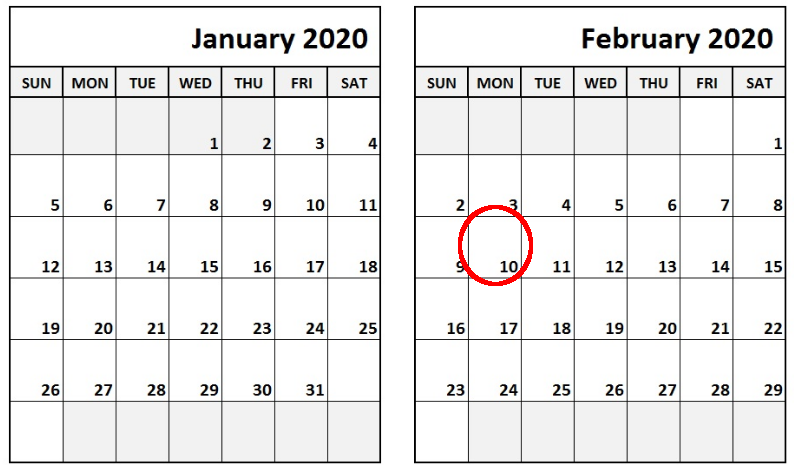 January 2020
SUN MON TUE WED THU FRI SAT
1 2 3 4
5 6 7 8 9 10 11
12 13 14 15 16 17 18
19 20 21 22 23 24 25
26 27 28 29 30 31
February 2020
SUN MON TUE WED THU FRI SAT
1
2 3 4 5 6 7 8
9 10 11 12 13 14 15
16 17 18 19 20 21 22
23 24 25 26 27 28 29